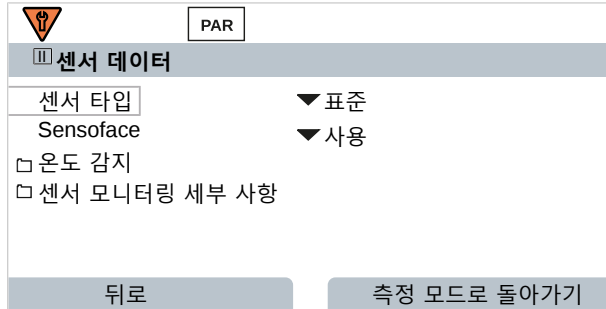 PAR
II 센서 데이터
센서 타입 표준
Sensoface 사용
온도 감지
센서 모니터링 세부 사항
뒤로 측정 모드로 돌아가기